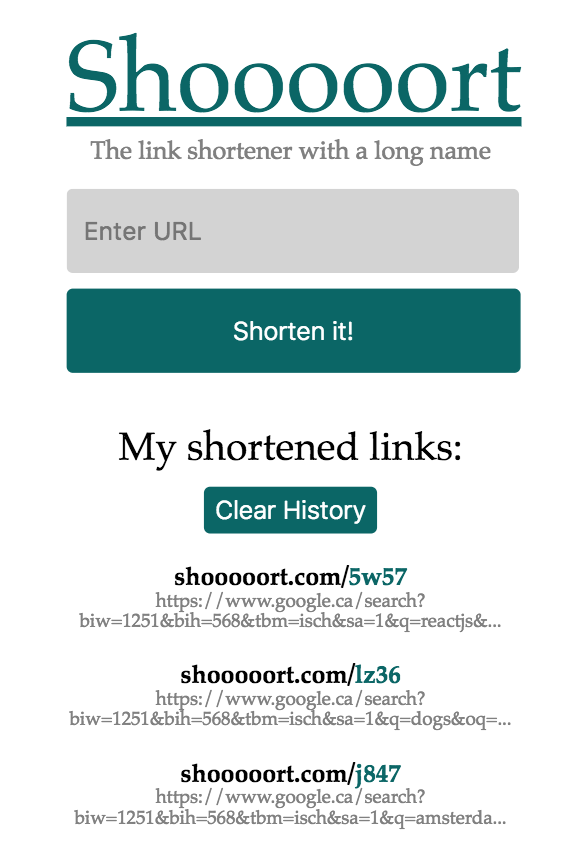 Shooooort
The link shortener with a long name
Enter URL
Shorten it!
My shortened links:
Clear History
shooooort.com/5w57
https://www.google.ca/search?
biw=1251&bih=568&tbm=isch&sa=1&q=reactjs&...
shooooort.com/lz36
https://www.google.ca/search?
biw=1251&bih=568&tbm=isch&sa=1&q=dogs&oq=...
shooooort.com/j847
https://www.google.ca/search?
biw=1251&bih=568&tbm=isch&sa=1&q=amsterda...